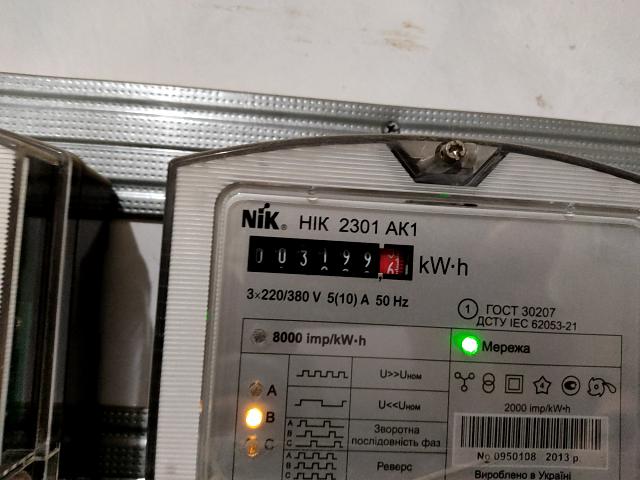 NiK® НІК 2301 АК1
003199 kW·h
3×220/380 V 5(10) A 50 Hz
1 ГОСТ 30207
ДСТУ IEC 62053-21
8000 imp/kW·h
Мережа
A
B
C
U>>Uном
U<<Uном
A
B
C
Зворотна
послідовність фаз
A
B
C
Реверс
2000 imp/kW·h
№ 0950108 2013 р.
Вироблено в Україні